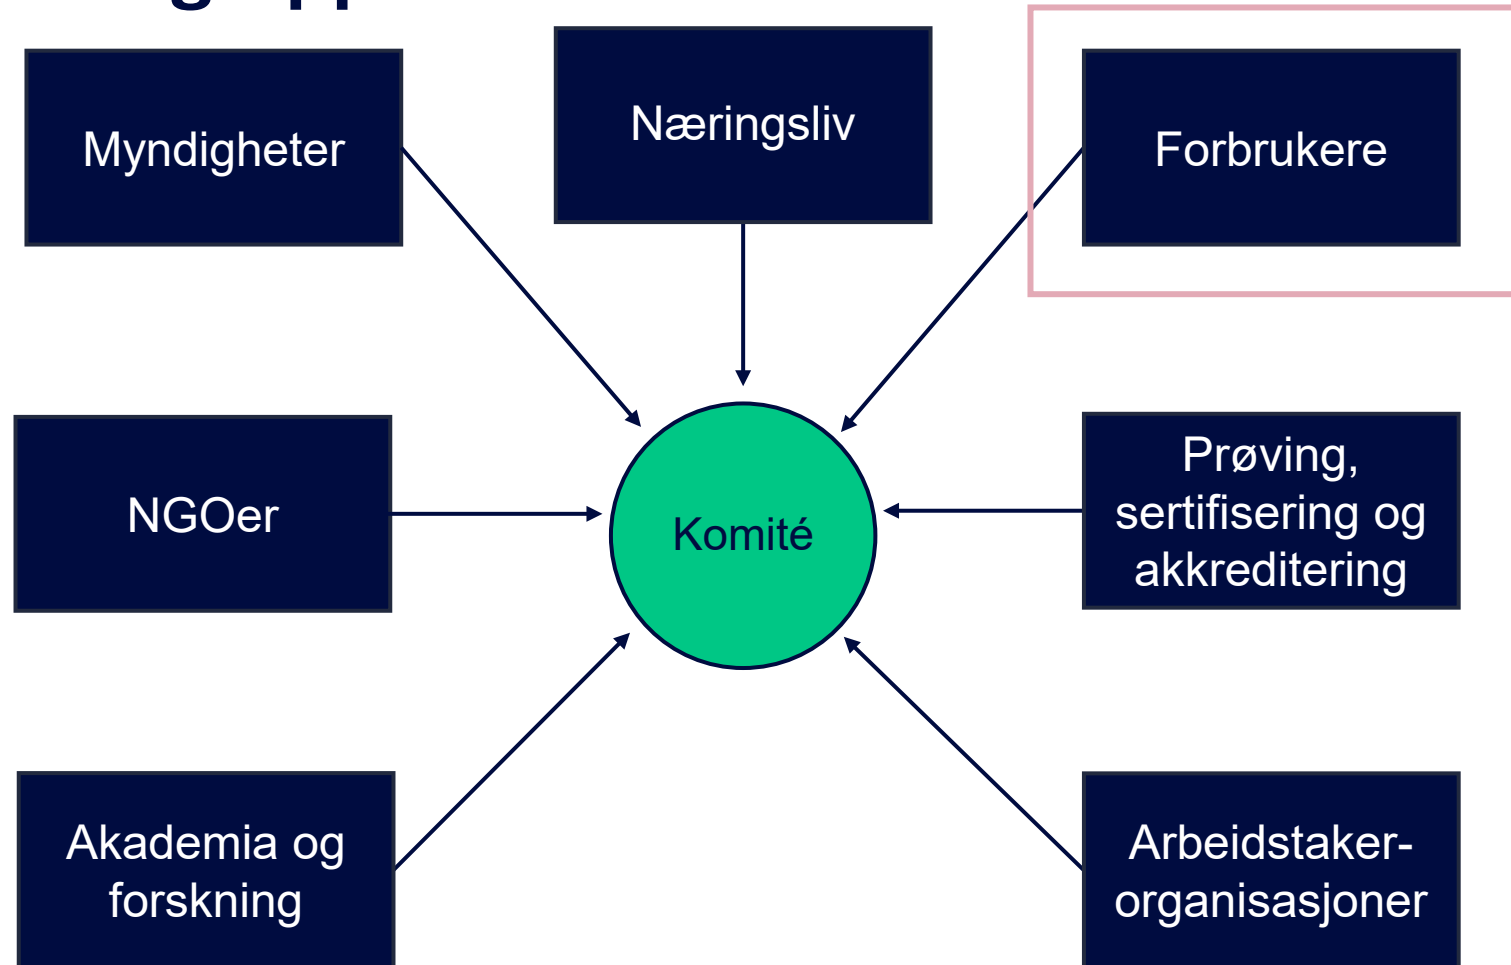 Myndigheter
Næringsliv
Forbrukere
NGOer
Komité
Prøving,
sertifisering og
akkreditering
Akademia og
forskning
Arbeidstaker-
organisasjoner